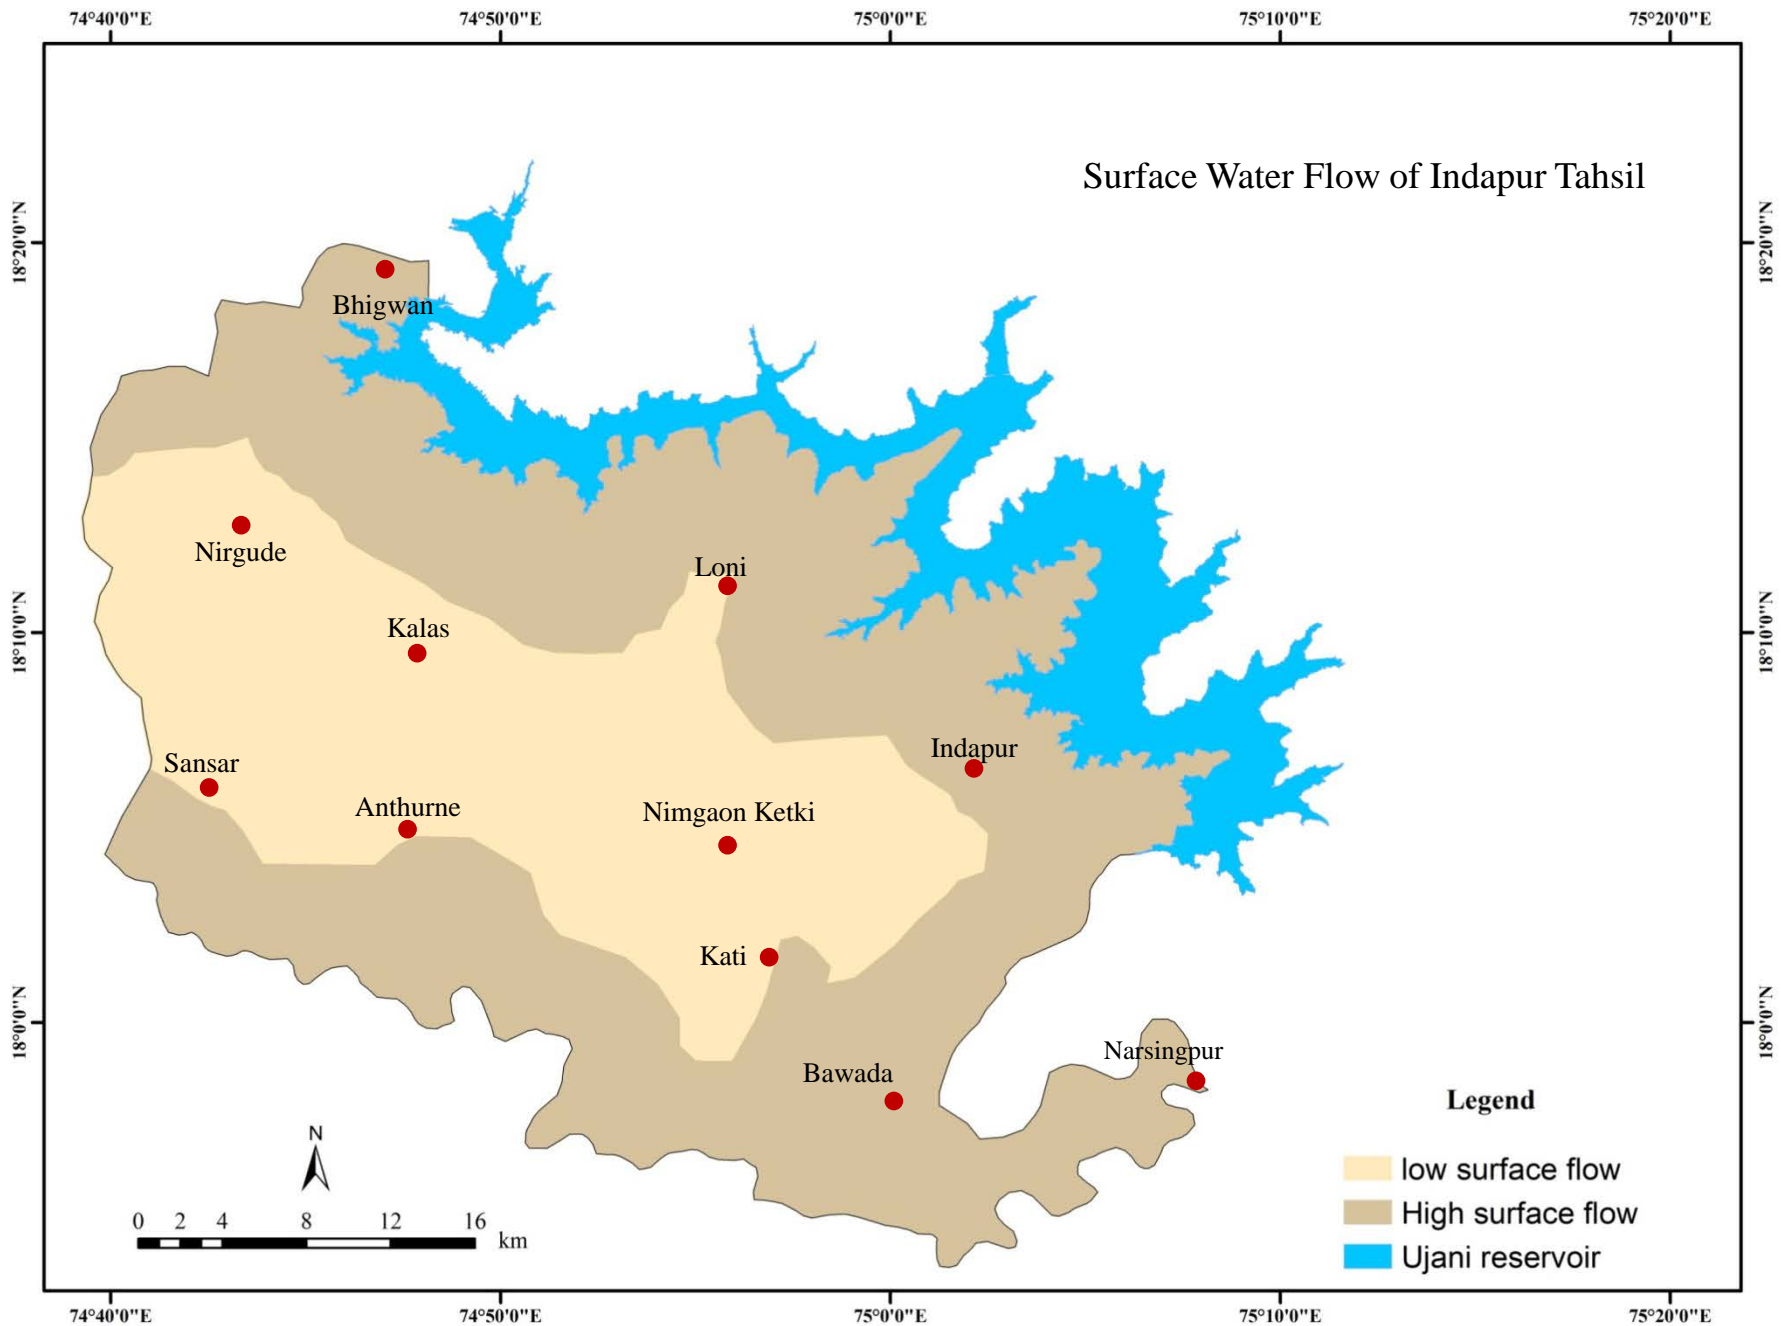 74°40'0"E 74°50'0"E 75°0'0"E 75°10'0"E 75°20'0"E
Surface Water Flow of Indapur Tahsil
18°20'0"N 18°20'0"N
Bhigwan
Nirgude
Loni
18°10'0"N 18°10'0"N
Kalas
Indapur
Sansar
Anthurne
Nimgaon Ketki
Kati
18°0'0"N 18°0'0"N
Narsingpur
Bawada
Legend
N
low surface flow
High surface flow
Ujani reservoir
0 2 4 8 12 16
km
74°40'0"E 74°50'0"E 75°0'0"E 75°10'0"E 75°20'0"E